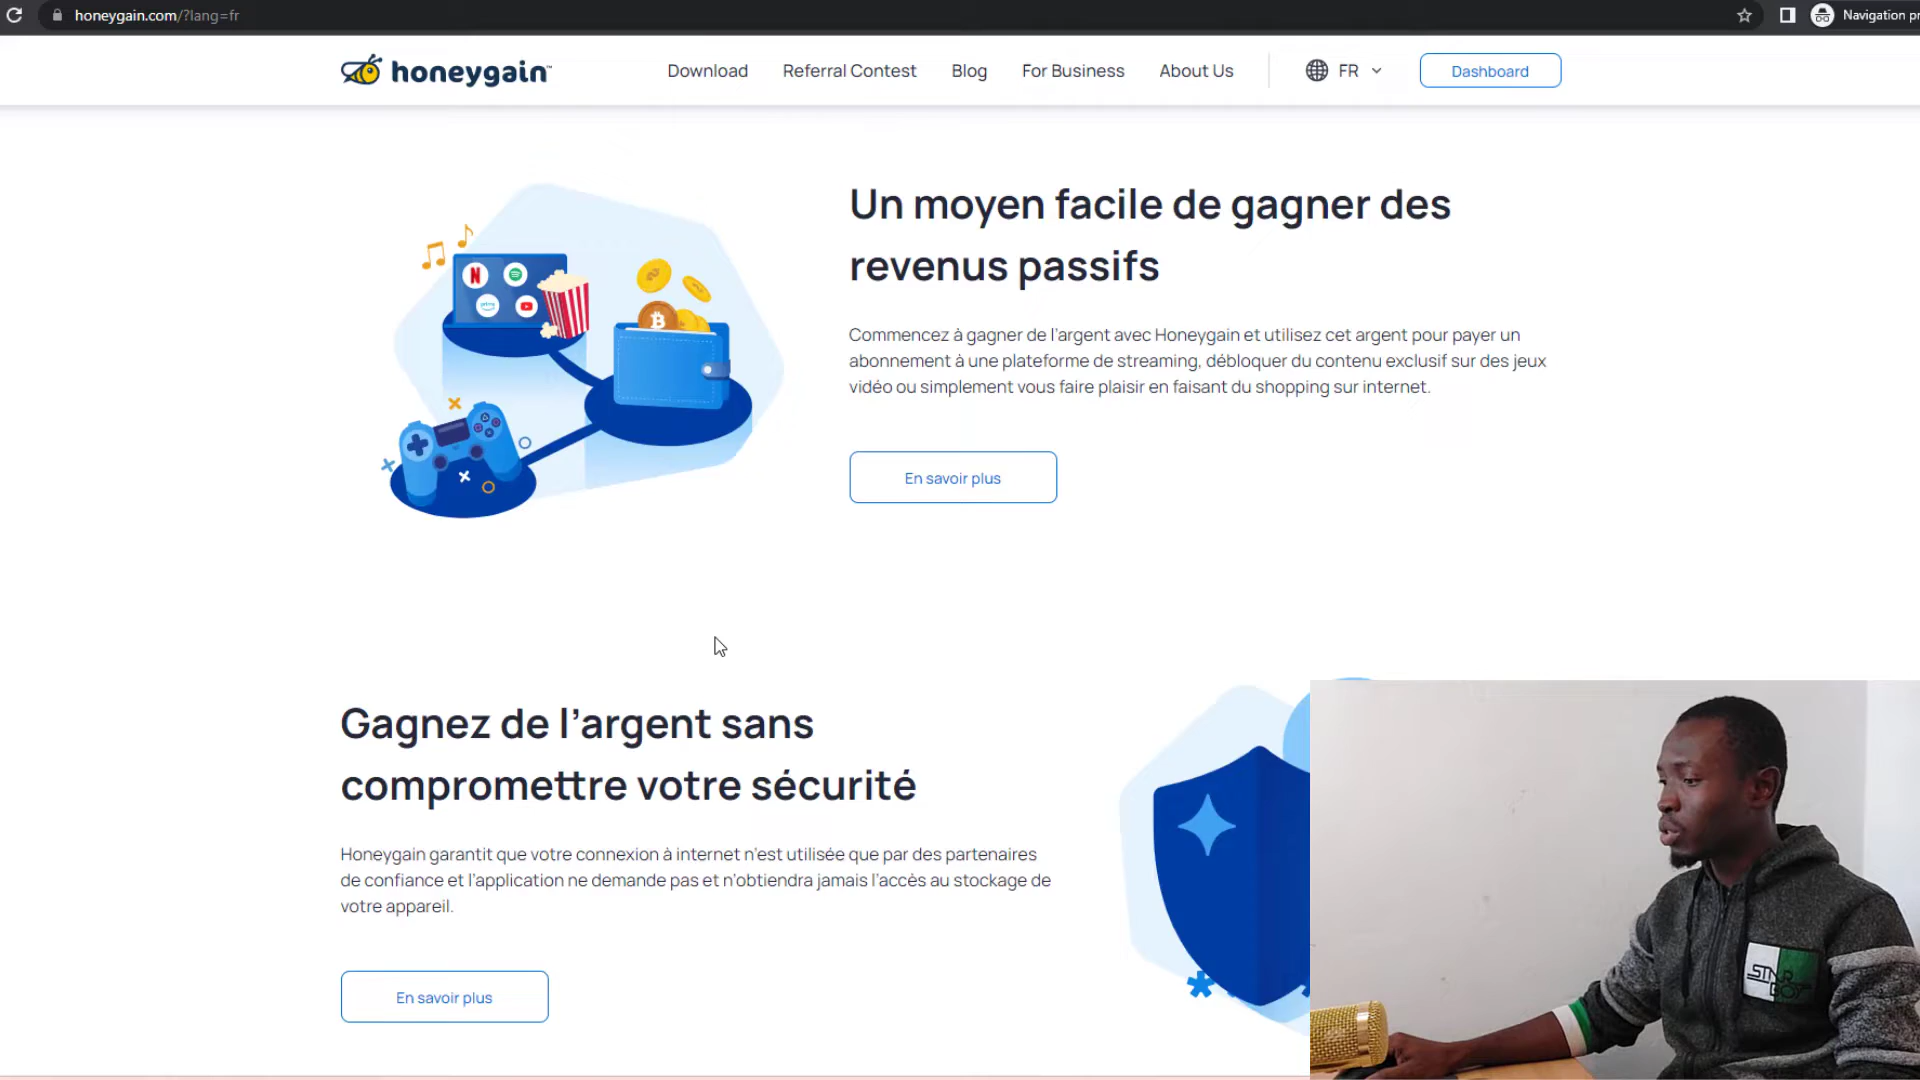 honeygain.com/?lang=fr
Navigation pr
honeygain™
Download
Referral Contest
Blog
For Business
About Us
FR
Dashboard
Un moyen facile de gagner des
revenus passifs
Commencez à gagner de l'argent avec Honeygain et utilisez cet argent pour payer un
abonnement à une plateforme de streaming, débloquer du contenu exclusif sur des jeux
vidéo ou simplement vous faire plaisir en faisant du shopping sur internet.
En savoir plus
Gagnez de l'argent sans
compromettre votre sécurité
Honeygain garantit que votre connexion à internet n'est utilisée que par des partenaires
de confiance et l'application ne demande pas et n'obtiendra jamais l'accès au stockage de
votre appareil.
En savoir plus
STAR
BOY